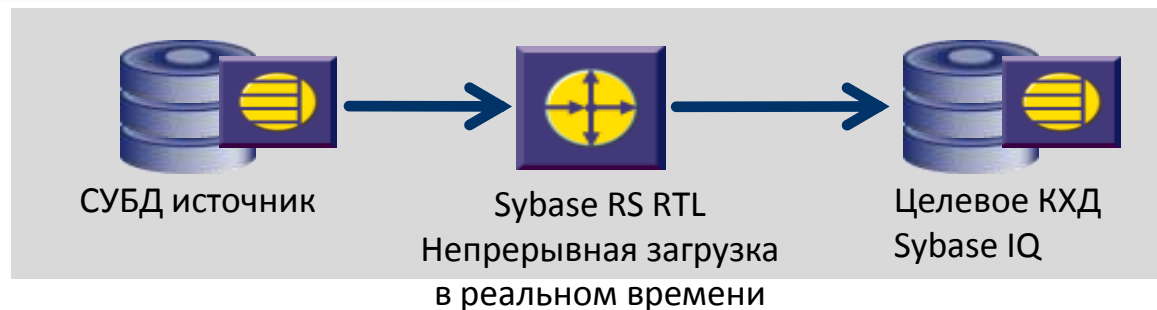 СУБД источник
Sybase RS RTL
Непрерывная загрузка
в реальном времени
Целевое КХД
Sybase IQ